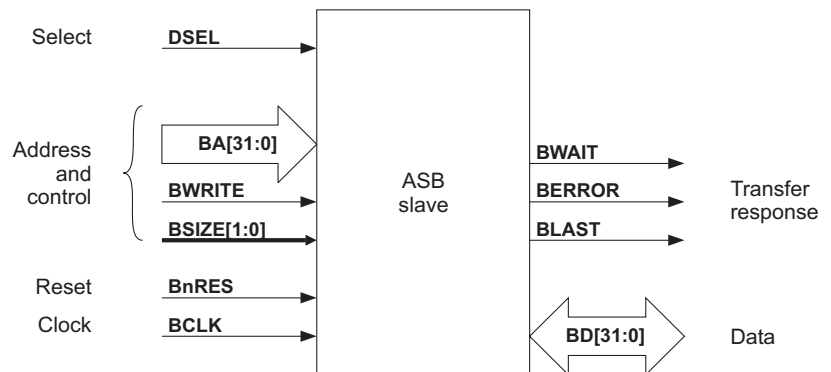 Select
DSEL
Address
and
control
BA[31:0]
BWRITE
BSIZE[1:0]
Reset
BnRES
Clock
BCLK
ASB
slave
BWAIT
BERROR
BLAST
Transfer
response
BD[31:0]
Data